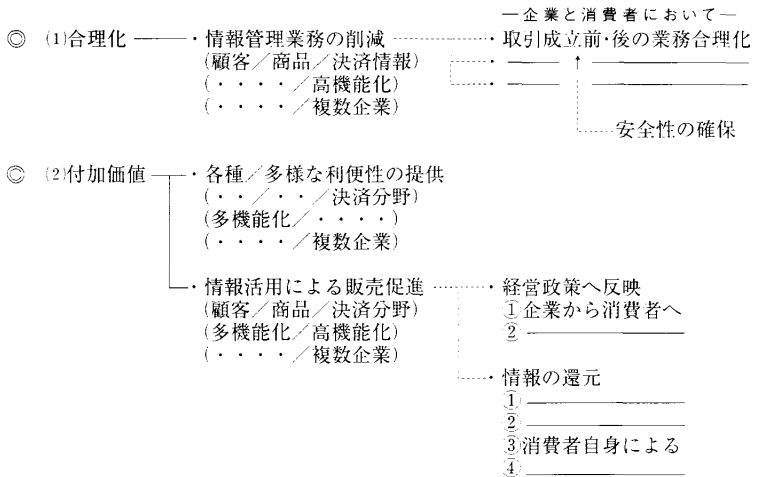 ―企業と消費者において―
◎ (1)合理化 ・情報管理業務の削減 ・取引成立前・後の業務合理化
(顧客／商品／決済情報) ・
(・・・・／高機能化) ・
(・・・・／複数企業)
安全性の確保
◎ (2)付加価値 ・各種／多様な利便性の提供
(・・／・・／決済分野)
(多機能化／・・・・)
(・・・・／複数企業)
・情報活用による販売促進 ・経営政策へ反映
(顧客／商品／決済分野) ①企業から消費者へ
(多機能化／高機能化) ②
(・・・・／複数企業)
・情報の還元
①
②
③消費者自身による
④